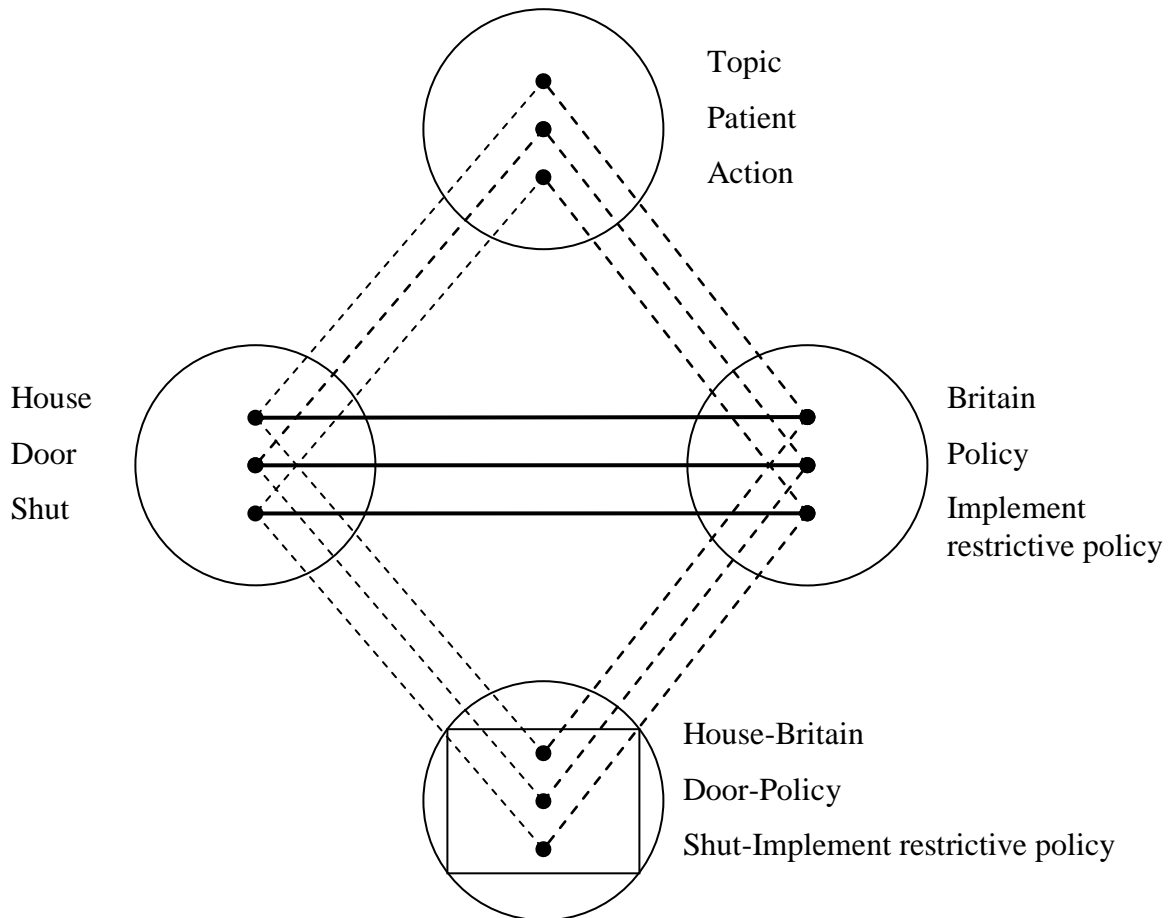 Topic
Patient
Action
House
Door
Shut
Britain
Policy
Implement
restrictive policy
House-Britain
Door-Policy
Shut-Implement restrictive policy